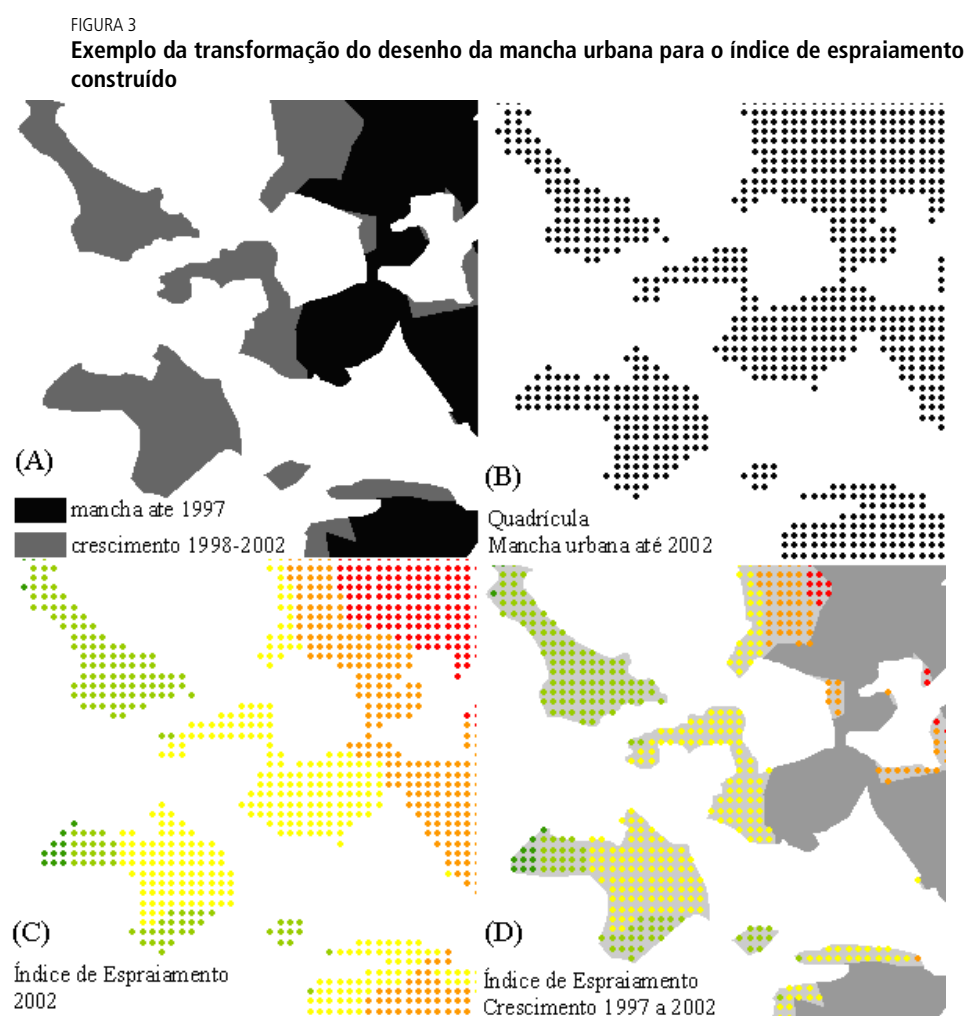 FIGURA 3
Exemplo da transformação do desenho da mancha urbana para o índice de espraiamento
construído
(A)
mancha ate 1997
crescimento 1998-2002
(B)
Quadrícula
Mancha urbana até 2002
(C)
Índice de Espraiamento
2002
(D)
Índice de Espraiamento
Crescimento 1997 a 2002